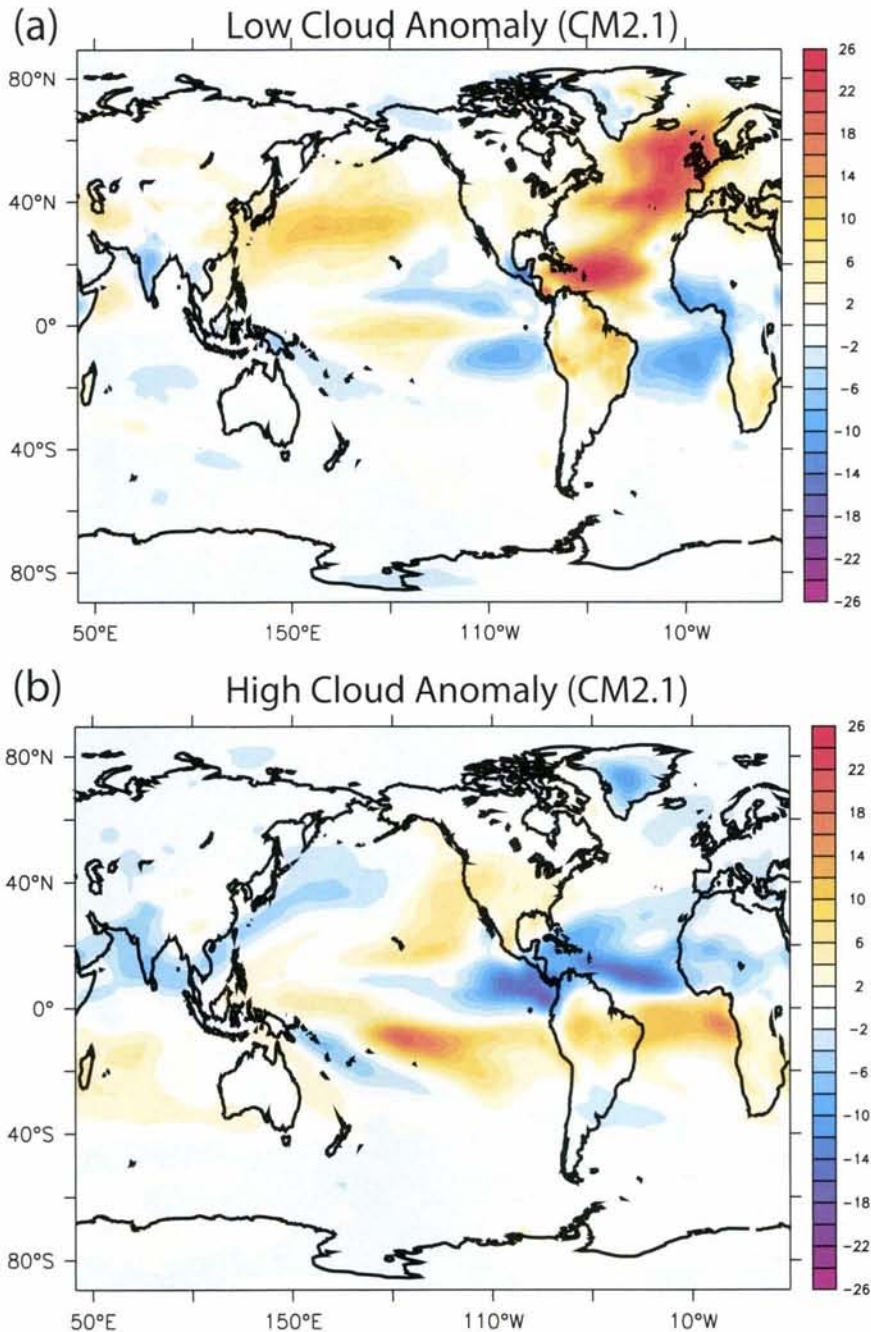 (a)
Low Cloud Anomaly (CM2.1)
80°N
40°N
0°
40°S
80°S
50°E
150°E
110°W
10°W
26
22
18
14
10
6
2
-2
-6
-10
-14
-18
-22
-26
(b)
High Cloud Anomaly (CM2.1)
80°N
40°N
0°
40°S
80°S
50°E
150°E
110°W
10°W
26
22
18
14
10
6
2
-2
-6
-10
-14
-18
-22
-26